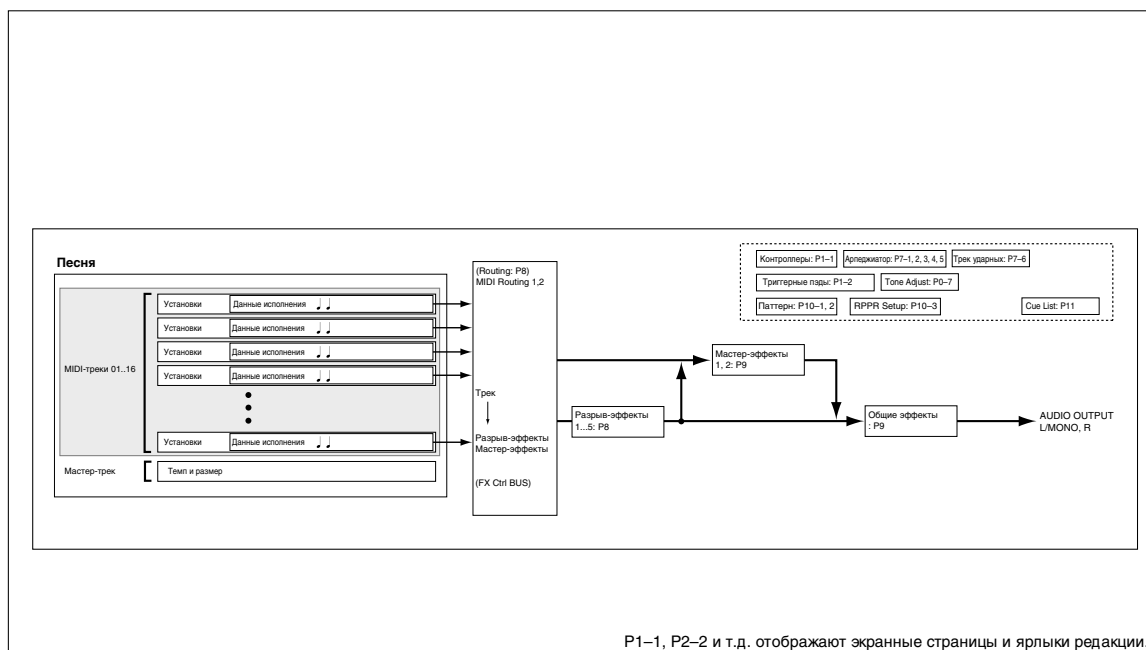 Песня
MIDI-треки 01..16
Установки
Данные исполнения
Установки
Данные исполнения
Установки
Данные исполнения
Установки
Данные исполнения
Установки
Данные исполнения
Мастер-трек
Темп и размер
(Routing: P8)
MIDI Routing 1,2
Трек
Разрыв-эффекты
Мастер-эффекты
(FX Ctrl BUS)
Разрыв-эффекты
1...5: P8
Мастер-эффекты
1, 2: P9
Общие эффекты
: P9
AUDIO OUTPUT
L/MONO, R
Контроллеры: P1–1
Арпеджиатор: P7–1, 2, 3, 4, 5
Трек ударных: P7–6
Триггерные пэды: P1–2
Tone Adjust: P0–7
Паттерн: P10–1, 2
RPPR Setup: P10–3
Cue List: P11
P1–1, P2–2 и т.д. отображают экранные страницы и ярлыки редакции.